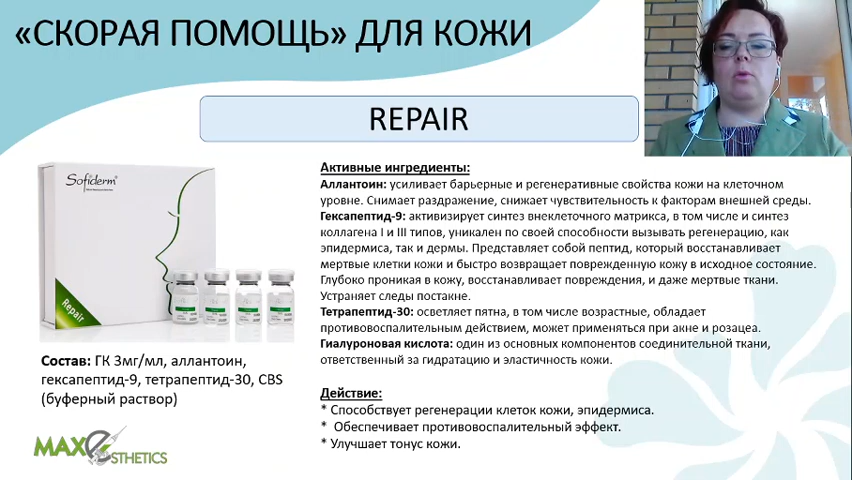 «СКОРАЯ ПОМОЩЬ» ДЛЯ КОЖИ
REPAIR
Sofiderm®
Repair
Состав: ГК 3мг/мл, аллантоин,
гексапептид-9, тетрапептид-30, CBS
(буферный раствор)
MAXeSTHETICS
Активные ингредиенты:
Аллантоин: усиливает барьерные и регенеративные свойства кожи на клеточном
уровне. Снимает раздражение, снижает чувствительность к факторам внешней среды.
Гексапептид-9: активизирует синтез внеклеточного матрикса, в том числе и синтез
коллагена I и III типов, уникален по своей способности вызывать регенерацию, как
эпидермиса, так и дермы. Представляет собой пептид, который восстанавливает
мертвые клетки кожи и быстро возвращает поврежденную кожу в исходное состояние.
Глубоко проникая в кожу, восстанавливает повреждения, и даже мертвые ткани.
Устраняет следы постакне.
Тетрапептид-30: осветляет пятна, в том числе возрастные, обладает
противовоспалительным действием, может применяться при акне и розацеа.
Гиалуроновая кислота: один из основных компонентов соединительной ткани,
ответственный за гидратацию и эластичность кожи.
Действие:
* Способствует регенерации клеток кожи, эпидермиса.
* Обеспечивает противовоспалительный эффект.
* Улучшает тонус кожи.